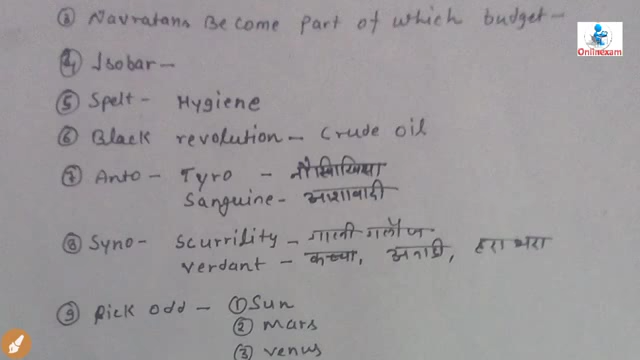 ③ Navratans Become part of which budget-
Onlinexam
④ Isobar-
⑤ Spelt- Hygiene
⑥ Black revolution- Crude oil
⑦ Anto- Tyro - नौसिखिया
Sanguine- आशावादी
⑧ Syno- Scurrility- गाली गलौज
Verdant - कच्चा, अनाड़ी, हरा भरा
⑨ Pick odd - ① Sun
② Mars
③ Venus